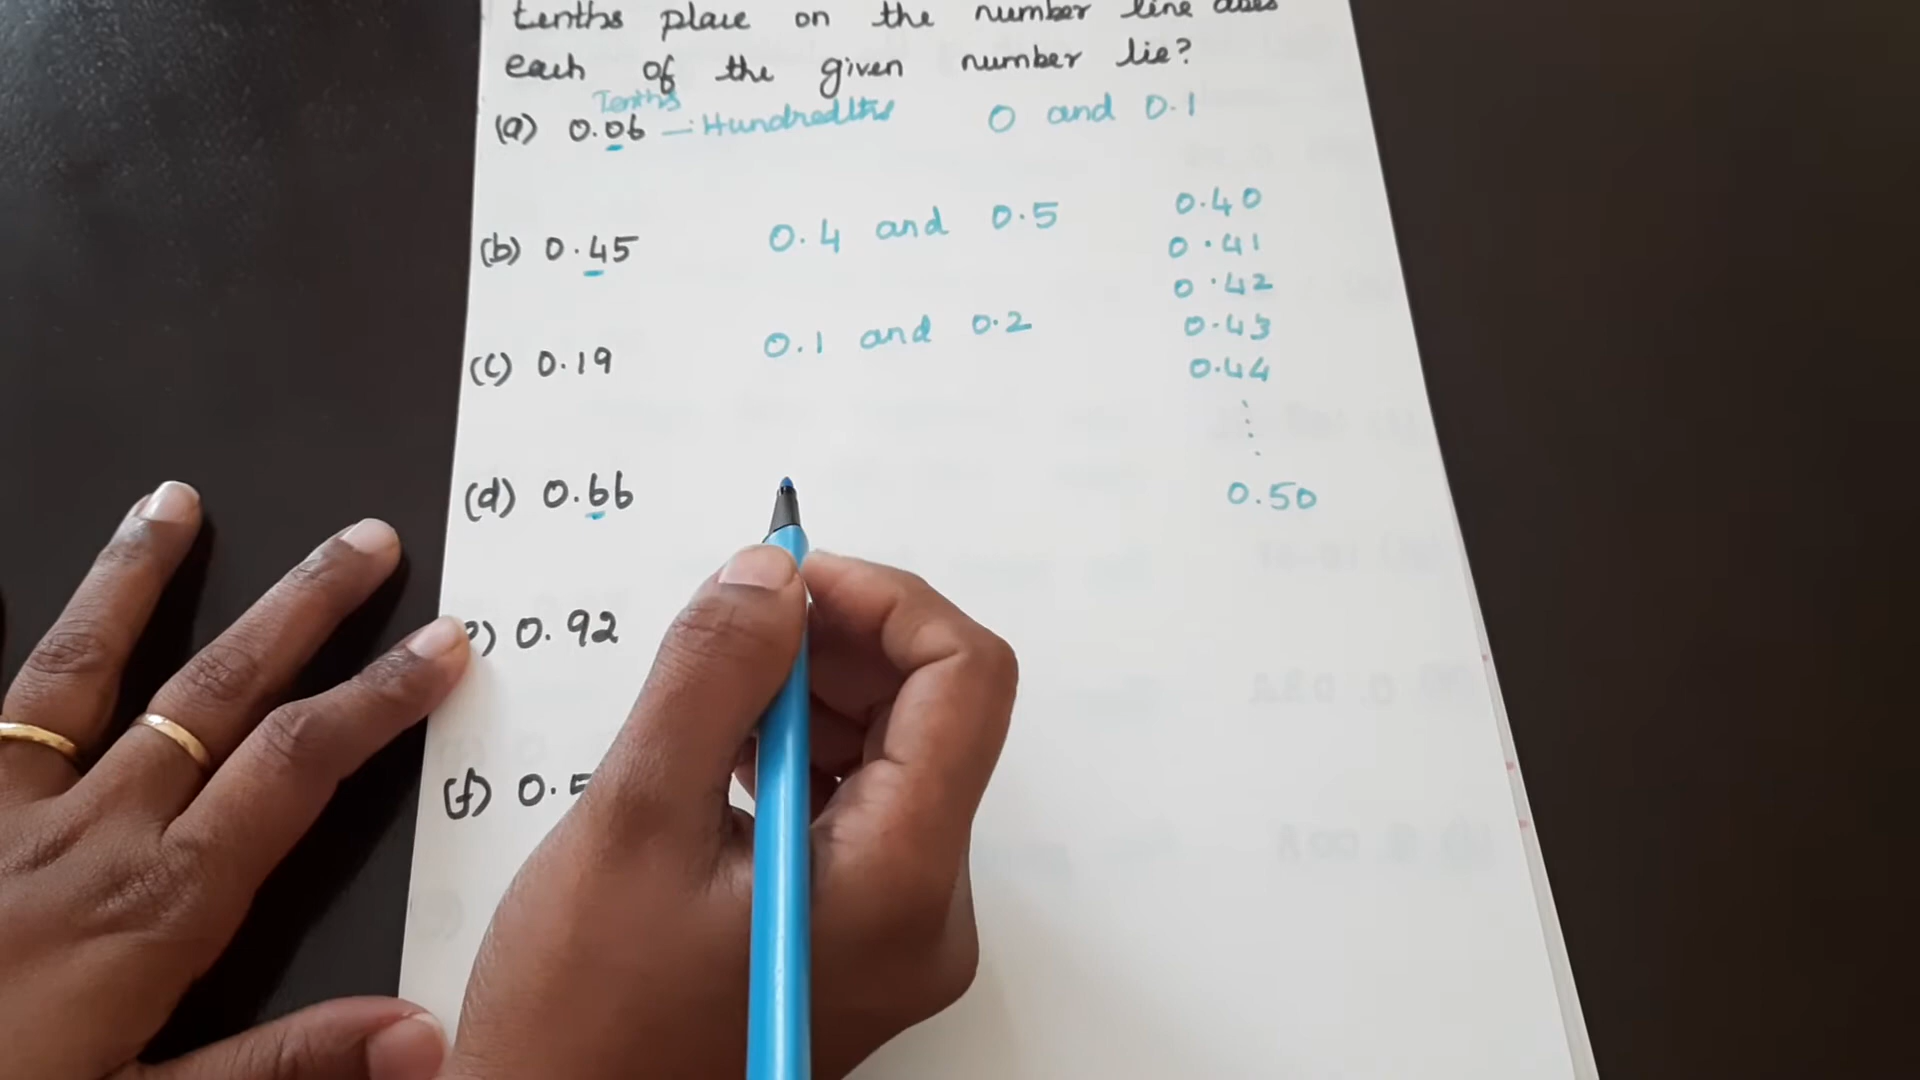 tenths place on the number line does
each of the given number lie?
Tenths
(a) 0.06 — Hundredths 0 and 0.1
(b) 0.45 0.4 and 0.5
0.40
0.41
0.42
0.43
0.44
0.50
(c) 0.19 0.1 and 0.2
(d) 0.66
e) 0.92
(f) 0.5